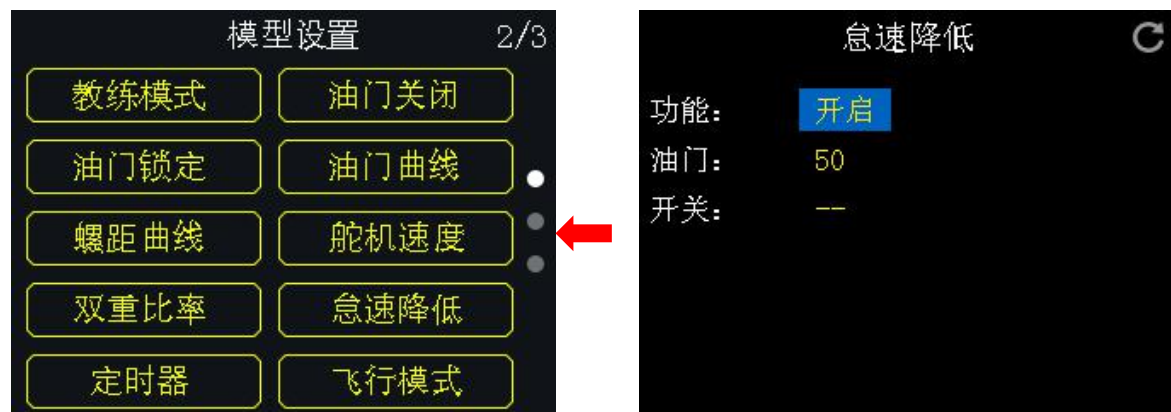 模型设置 2/3
教练模式 油门关闭
油门锁定 油门曲线
螺距曲线 舵机速度
双重比率 怠速降低
定时器 飞行模式
怠速降低
功能： 开启
油门： 50
开关： --